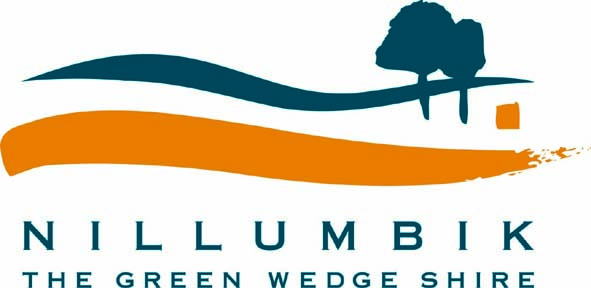 NILLUMBIK
THE GREEN WEDGE SHIRE